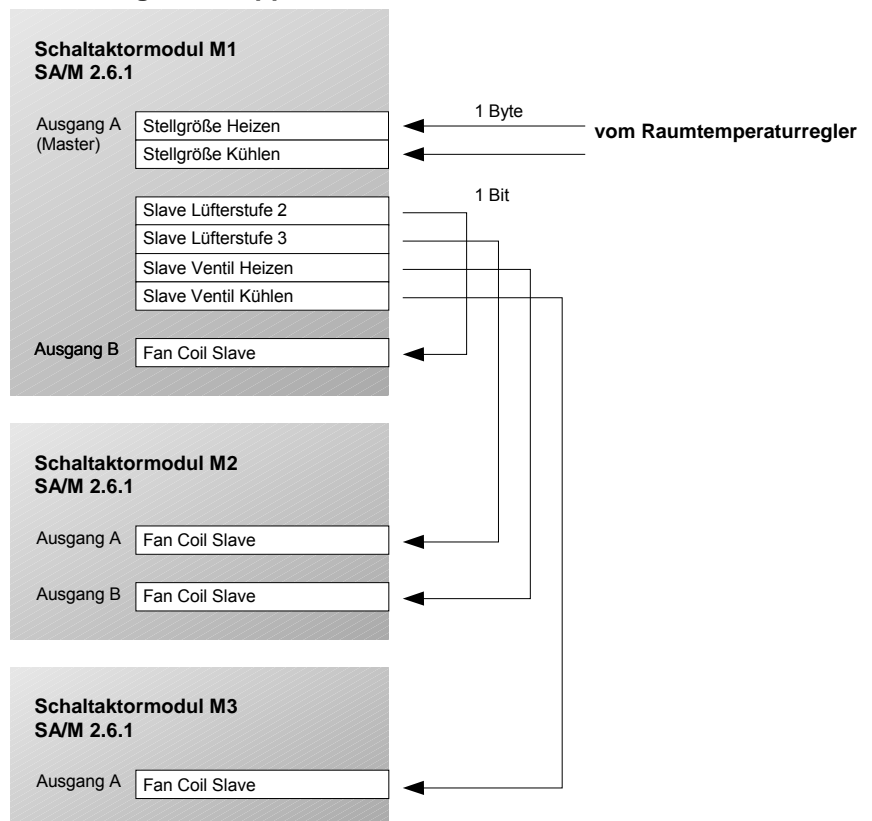 Schaltaktormodul M1
SA/M 2.6.1
Ausgang A
(Master)
Stellgröße Heizen
Stellgröße Kühlen
1 Byte
vom Raumtemperaturregler
1 Bit
Slave Lüfterstufe 2
Slave Lüfterstufe 3
Slave Ventil Heizen
Slave Ventil Kühlen
Ausgang B
Fan Coil Slave
Schaltaktormodul M2
SA/M 2.6.1
Ausgang A
Fan Coil Slave
Ausgang B
Fan Coil Slave
Schaltaktormodul M3
SA/M 2.6.1
Ausgang A
Fan Coil Slave